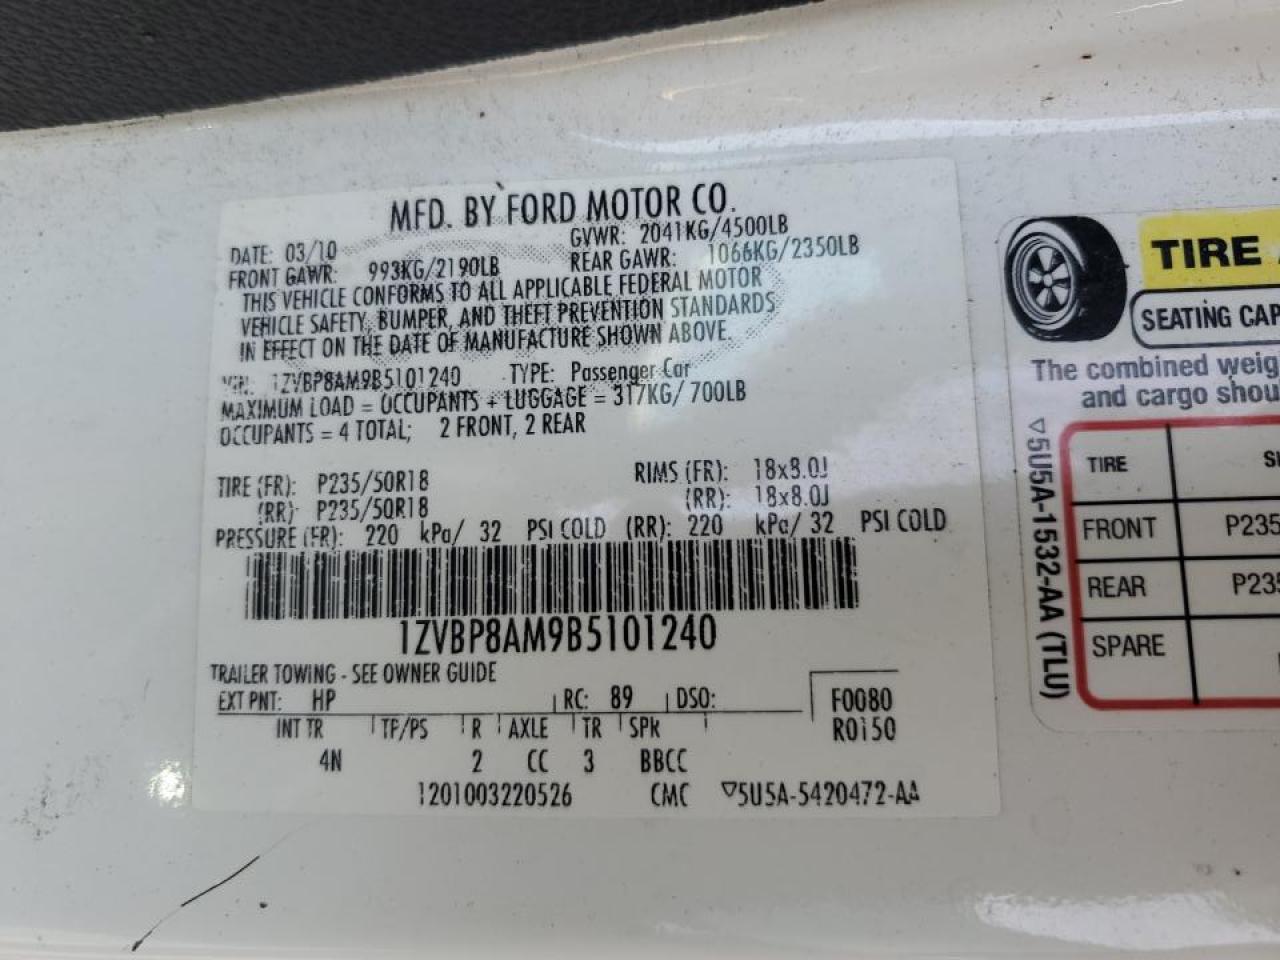 MFD. BY FORD MOTOR CO.
DATE: 03/10 GVWR: 2041KG/4500LB
FRONT GAWR: 993KG/2190LB REAR GAWR: 1066KG/2350LB
THIS VEHICLE CONFORMS TO ALL APPLICABLE FEDERAL MOTOR
VEHICLE SAFETY, BUMPER, AND THEFT PREVENTION STANDARDS
IN EFFECT ON THE DATE OF MANUFACTURE SHOWN ABOVE.
VIN: 1ZVBP8AM9B5101240 TYPE: Passenger Car
MAXIMUM LOAD = OCCUPANTS + LUGGAGE = 317KG/700LB
OCCUPANTS = 4 TOTAL; 2 FRONT, 2 REAR
TIRE (FR): P235/50R18 RIMS (FR): 18x8.0J
(RR): P235/50R18 (RR): 18x8.0J
PRESSURE (FR): 220 kPa/ 32 PSI COLD (RR): 220 kPa/ 32 PSI COLD
1ZVBP8AM9B5101240
TRAILER TOWING - SEE OWNER GUIDE
EXT PNT: HP RC: 89 DSO: F0080
INT TR TP/PS R AXLE TR SPR R0150
4N 2 CC 3 BBCC
1201003220526 CMC ▽5U5A-5420472-AA
TIRE
SEATING CAP
The combined weig
and cargo shou
▽5U5A-1532-AA (TLU)
TIRE SI
FRONT P235
REAR P235
SPARE